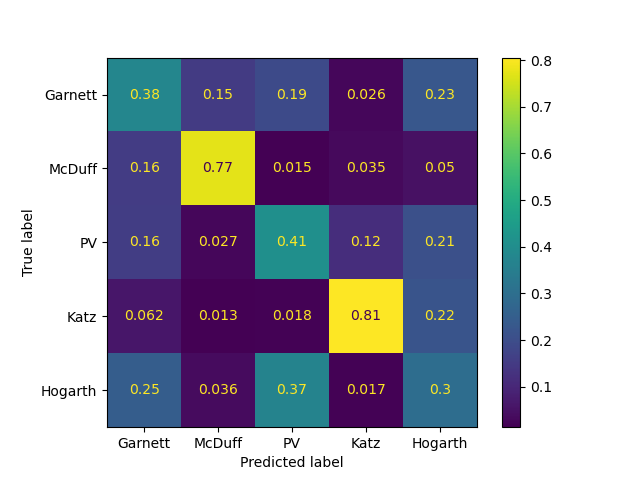 Garnett 0.38 0.15 0.19 0.026 0.23
McDuff 0.16 0.77 0.015 0.035 0.05
PV 0.16 0.027 0.41 0.12 0.21
Katz 0.062 0.013 0.018 0.81 0.22
Hogarth 0.25 0.036 0.37 0.017 0.3
Garnett McDuff PV Katz Hogarth
Predicted label
True label
0.8
0.7
0.6
0.5
0.4
0.3
0.2
0.1